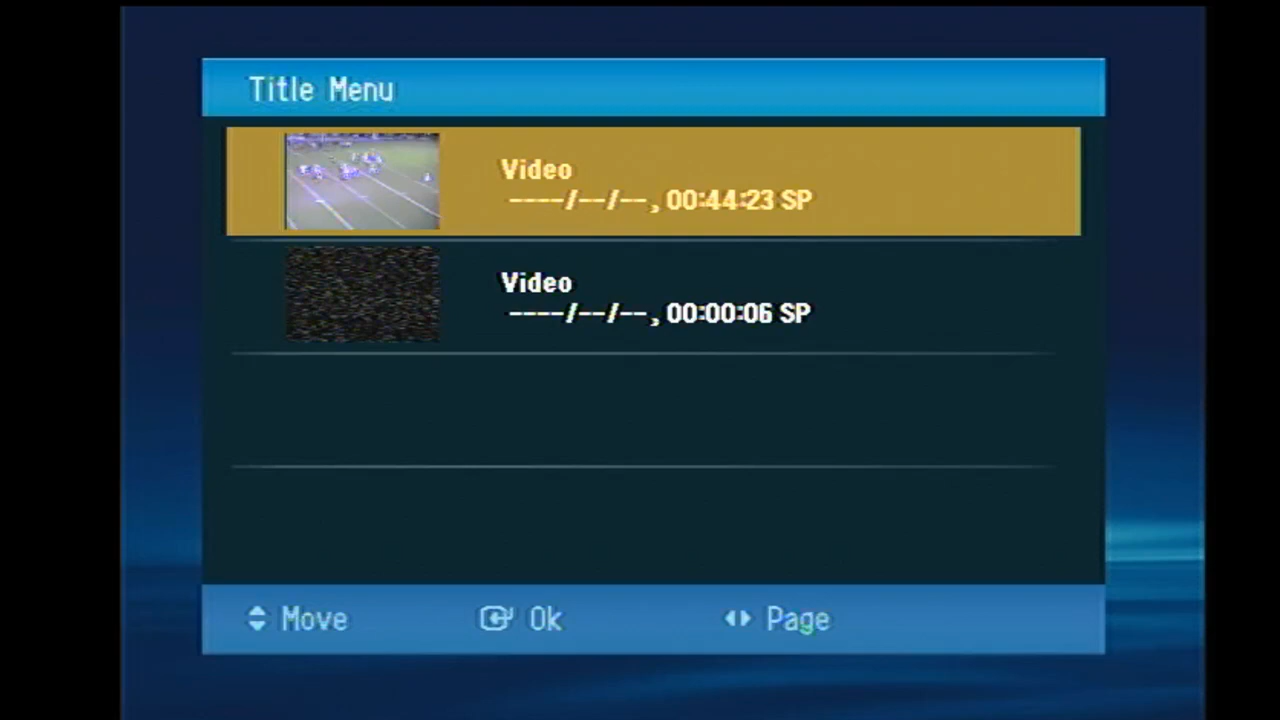 Title Menu
Video
----/--/--, 00:44:23 SP
Video
----/--/--, 00:00:06 SP
Move Ok Page